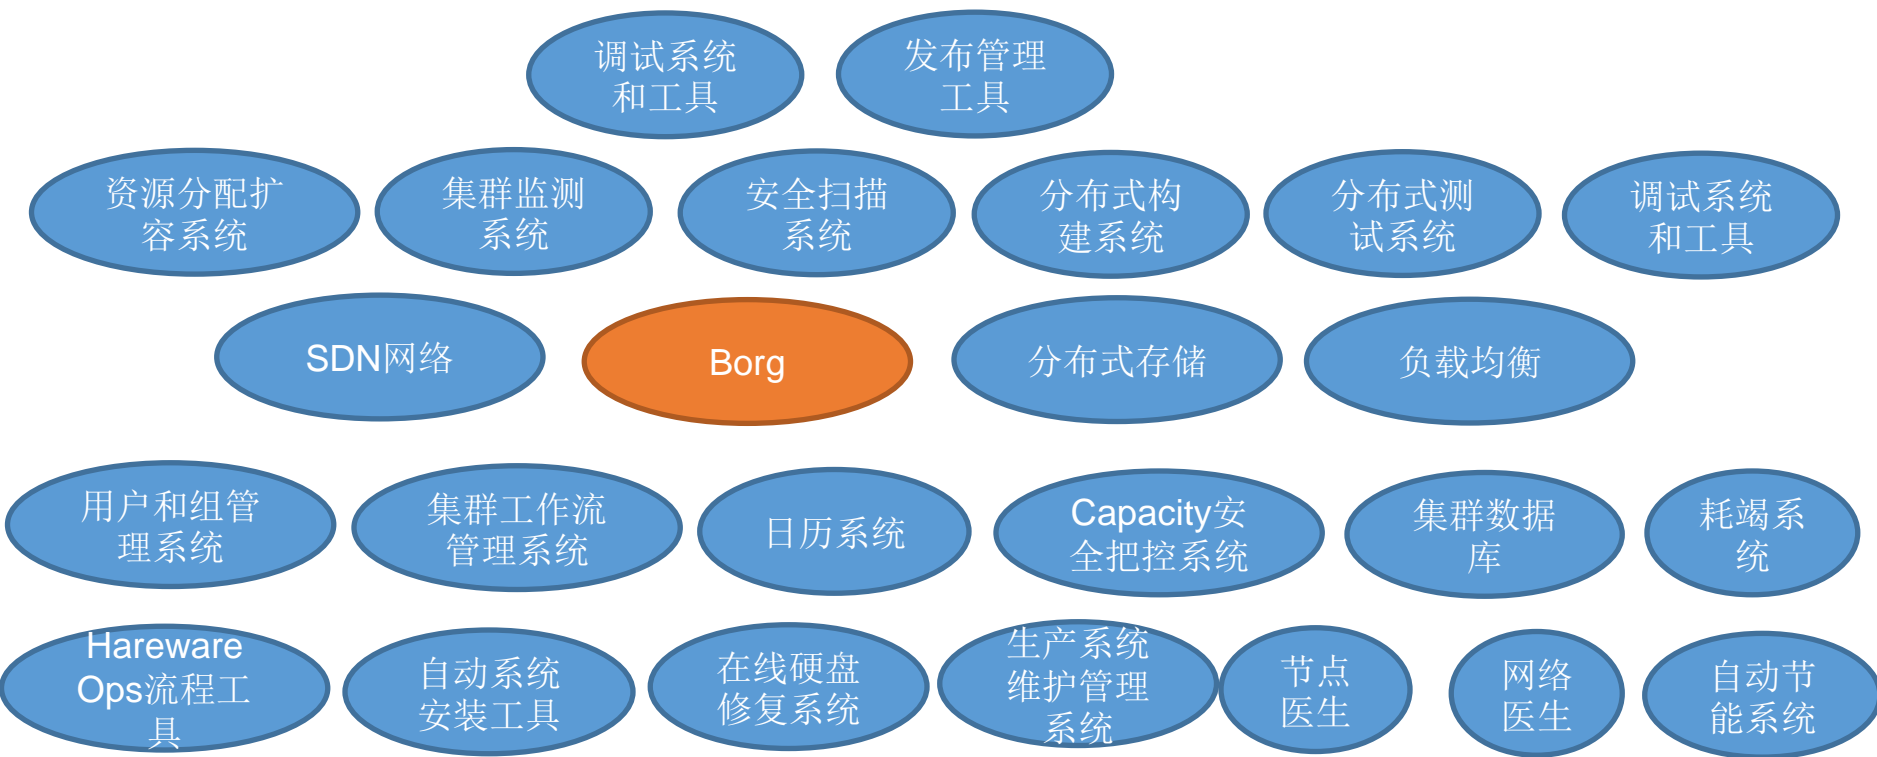 调试系统
和工具
发布管理
工具
资源分配扩
容系统
集群监测
系统
安全扫描
系统
分布式构
建系统
分布式测
试系统
调试系统
和工具
SDN网络
Borg
分布式存储
负载均衡
用户和组管
理系统
集群工作流
管理系统
日历系统
Capacity安
全把控系统
集群数据
库
耗竭系
统
Hareware
Ops流程工
具
自动系统
安装工具
在线硬盘
修复系统
生产系统
维护管理
系统
节点
医生
网络
医生
自动节
能系统